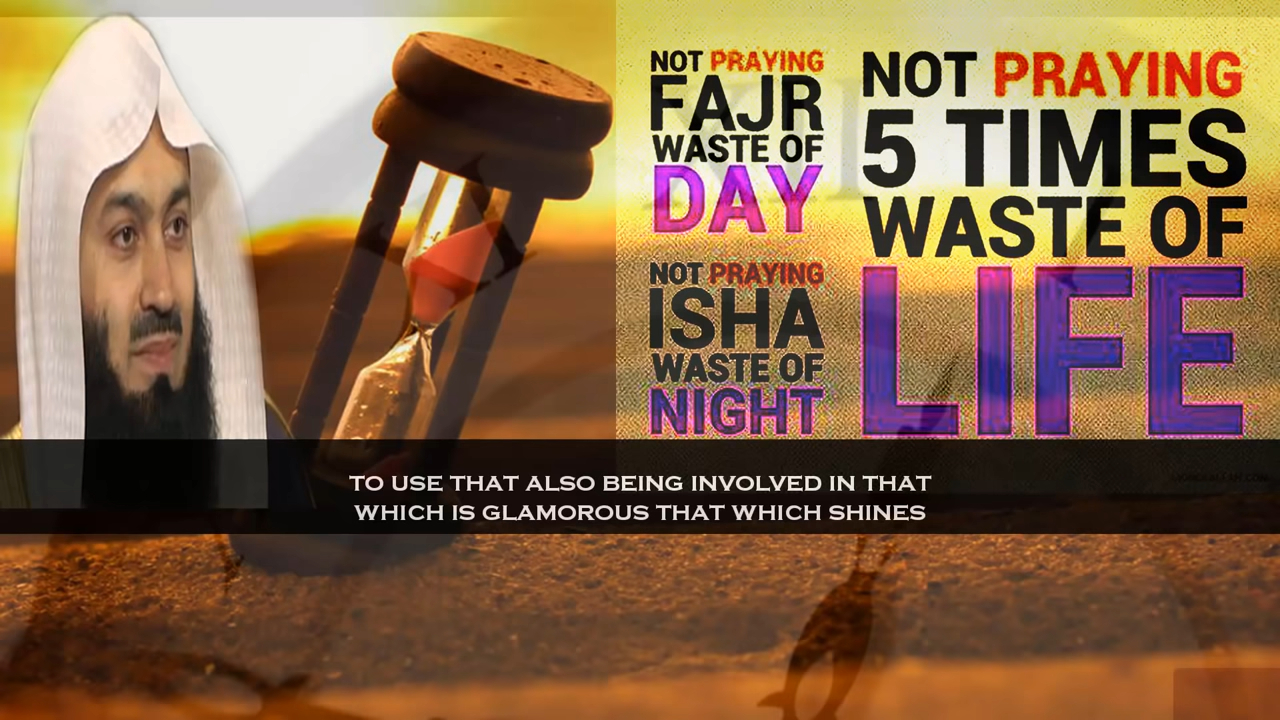 NOT PRAYING
FAJR
WASTE OF
DAY
NOT PRAYING
ISHA
WASTE OF
NIGHT
NOT PRAYING
5 TIMES
WASTE OF
LIFE
TO USE THAT ALSO BEING INVOLVED IN THAT
WHICH IS GLAMOROUS THAT WHICH SHINES